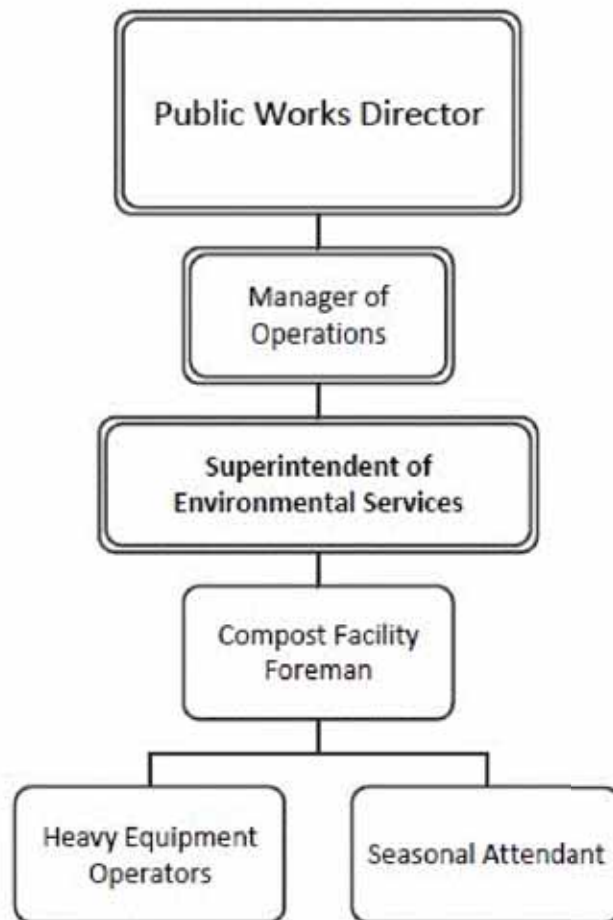 Public Works Director
Manager of
Operations
Superintendent of
Environmental Services
Compost Facility
Foreman
Heavy Equipment
Operators
Seasonal Attendant